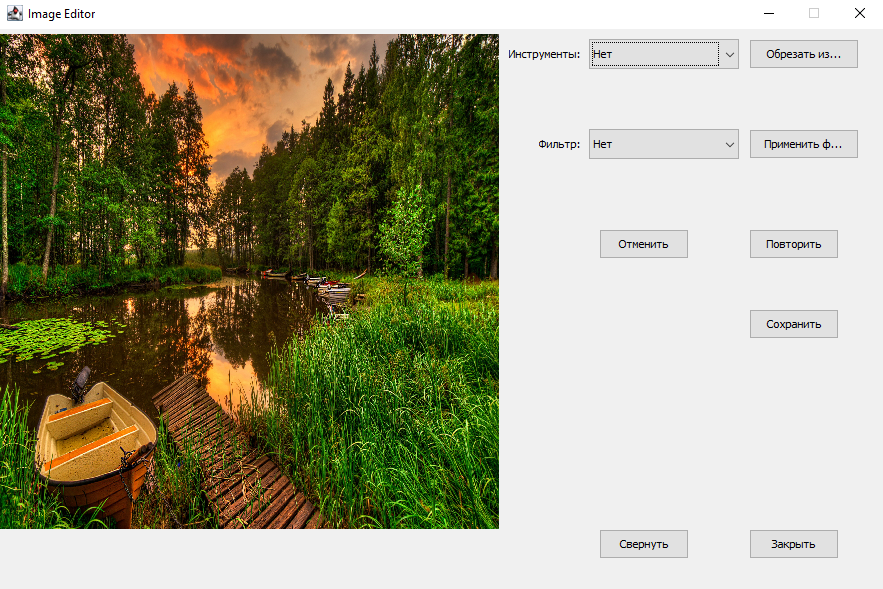 Image Editor
Инструменты: Нет Обрезать из...
Фильтр: Нет Применить ф...
Отменить Повторить
Сохранить
Свернуть Закрыть